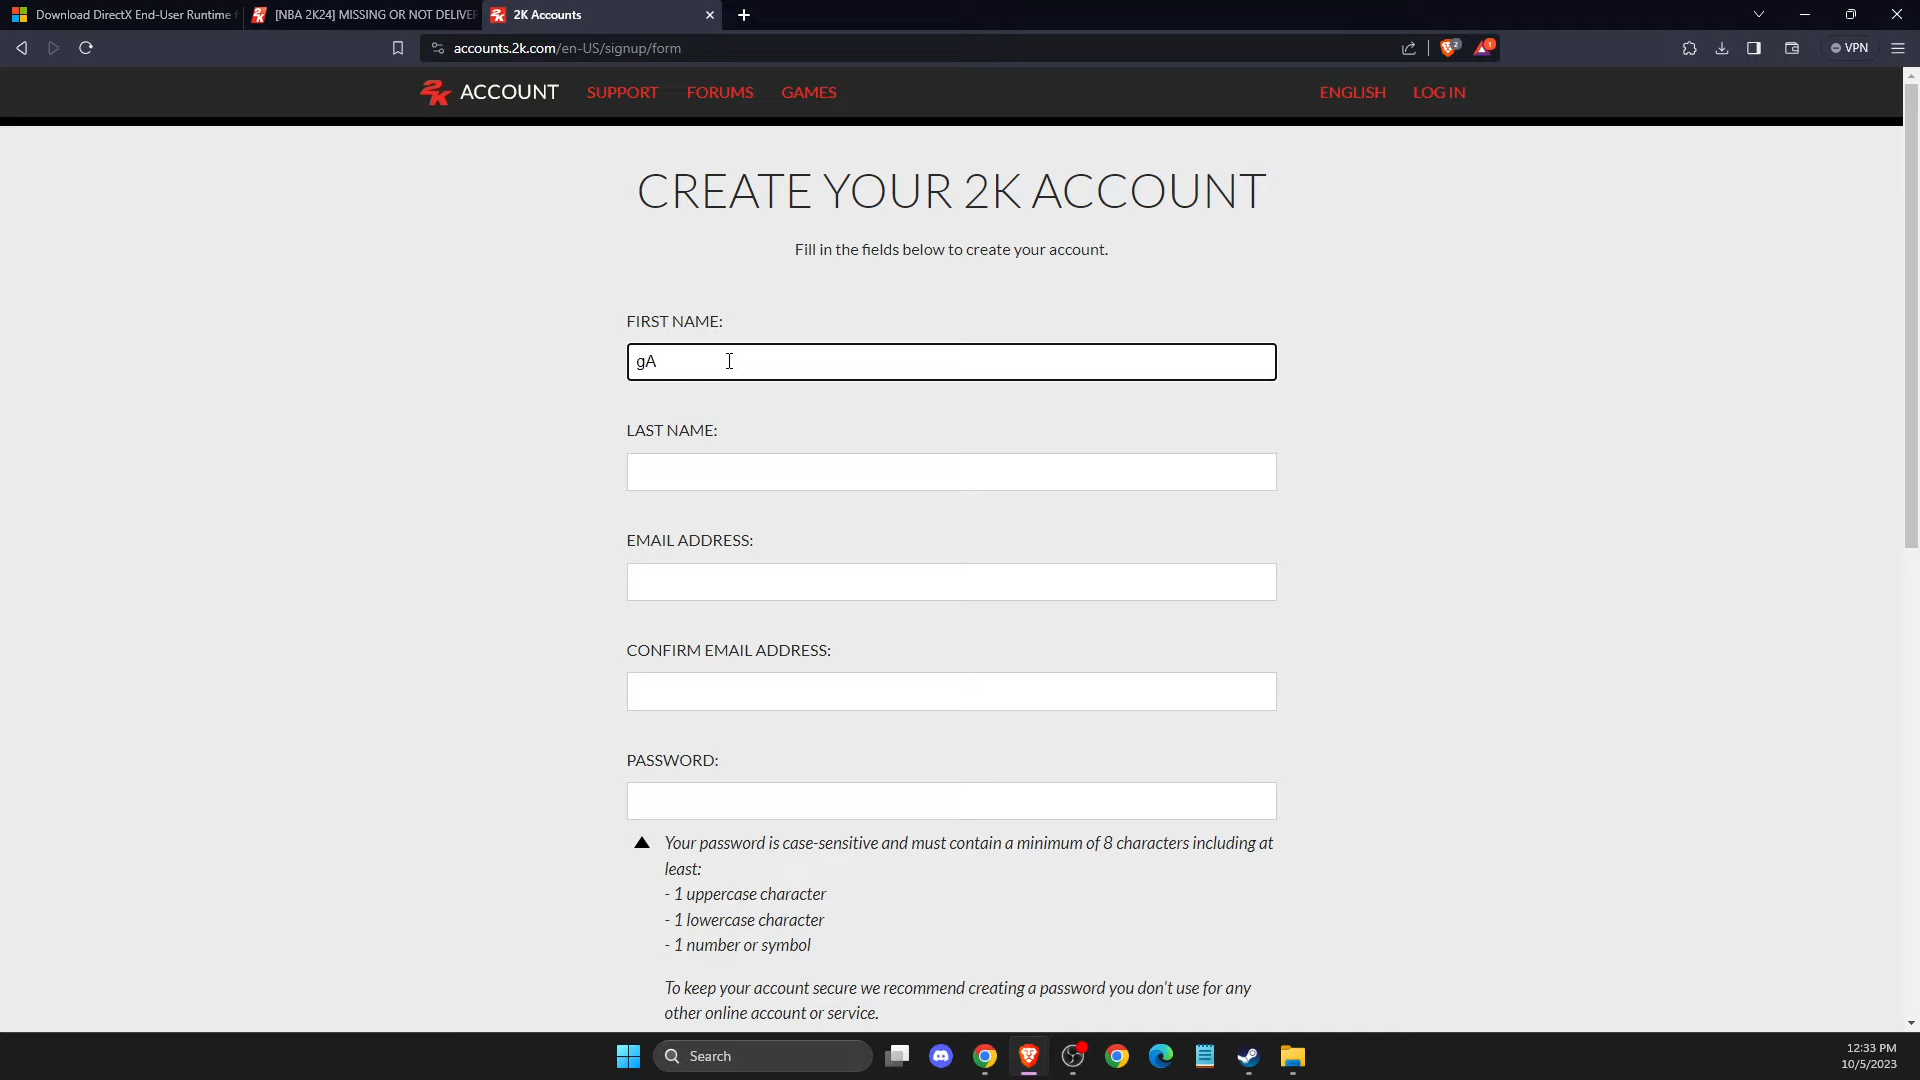 Download DirectX End-User Runtime f
[NBA 2K24] MISSING OR NOT DELIVER
2K Accounts
accounts.2k.com/en-US/signup/form
2
1
VPN
2K ACCOUNT
SUPPORT
FORUMS
GAMES
ENGLISH
LOG IN
CREATE YOUR 2K ACCOUNT
Fill in the fields below to create your account.
FIRST NAME:
gA
LAST NAME:
EMAIL ADDRESS:
CONFIRM EMAIL ADDRESS:
PASSWORD:
Your password is case-sensitive and must contain a minimum of 8 characters including at
least:
- 1 uppercase character
- 1 lowercase character
- 1 number or symbol
To keep your account secure we recommend creating a password you don't use for any
other online account or service.
Search
12:33 PM
10/5/2023